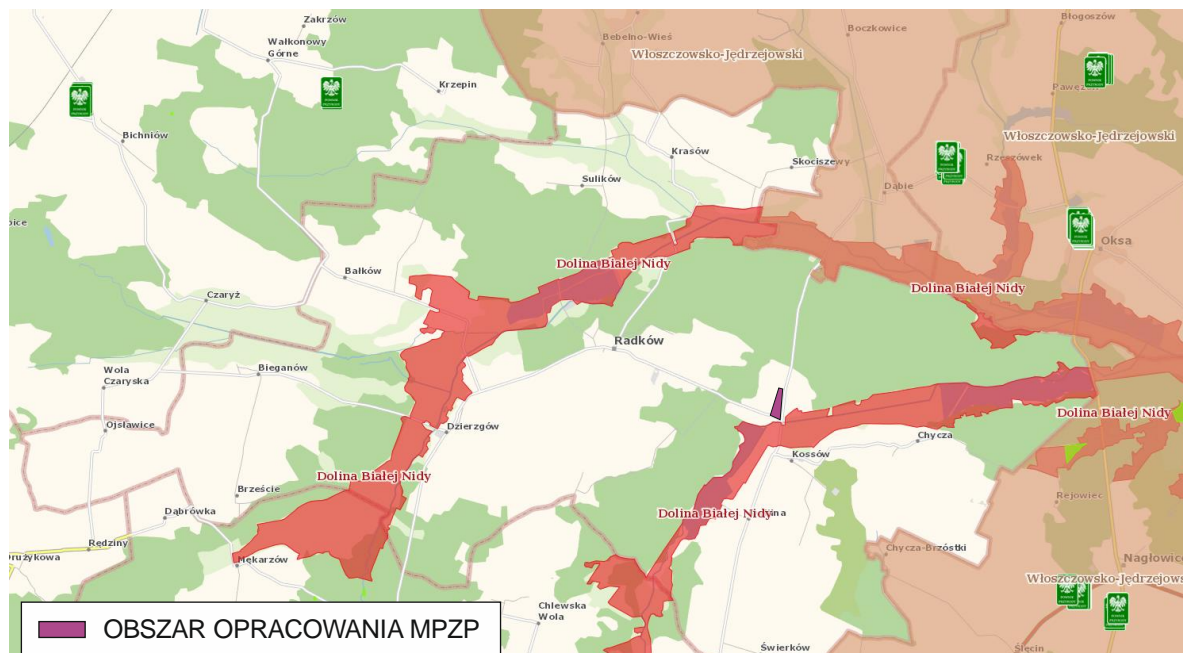 Zakrzów
Błogoszów
Wałkonowy
Górne
Bebelno-Wieś
Boczkowice
Włoszczowsko-Jędrzejowski
Krzepin
Bichniów
Włoszczowsko-Jędrzejowski
Krasów
Skociszewy
Rzeszówek
Sulików
Dąbie
Oksa
Dolina Białej Nidy
Bałków
Dolina Białej Nidy
Czaryż
Radków
Wola
Czaryska
Bieganów
Dolina Białej Nidy
Ojsławice
Dzierzgów
Chycza
Kossów
Dolina Białej Nidy
Brzeście
Rejowiec
Dąbrówka
Dolina Białej Nidy
Rędziny
Chycza-Brzóstki
Mękarzów
Nagłowice
Włoszczowsko-Jędrzejows
Chlewska
Wola
OBSZAR OPRACOWANIA MPZP
Świerków
Ślęcin